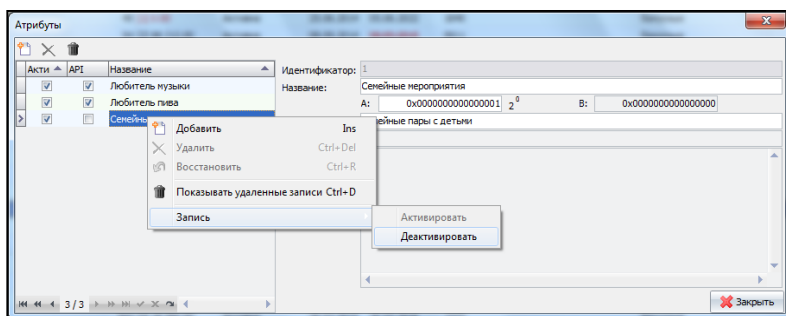 Атрибуты
Акти API Название
Любитель музыки
Любитель пива
Семейны
Идентификатор: 1
Название: Семейные мероприятия
A: 0x0000000000000001 2^0 B: 0x0000000000000000
ейные пары с детьми
Добавить Ins
Удалить Ctrl+Del
Восстановить Ctrl+R
Показывать удаленные записи Ctrl+D
Запись
Активировать
Деактивировать
3 / 3
Закрыть